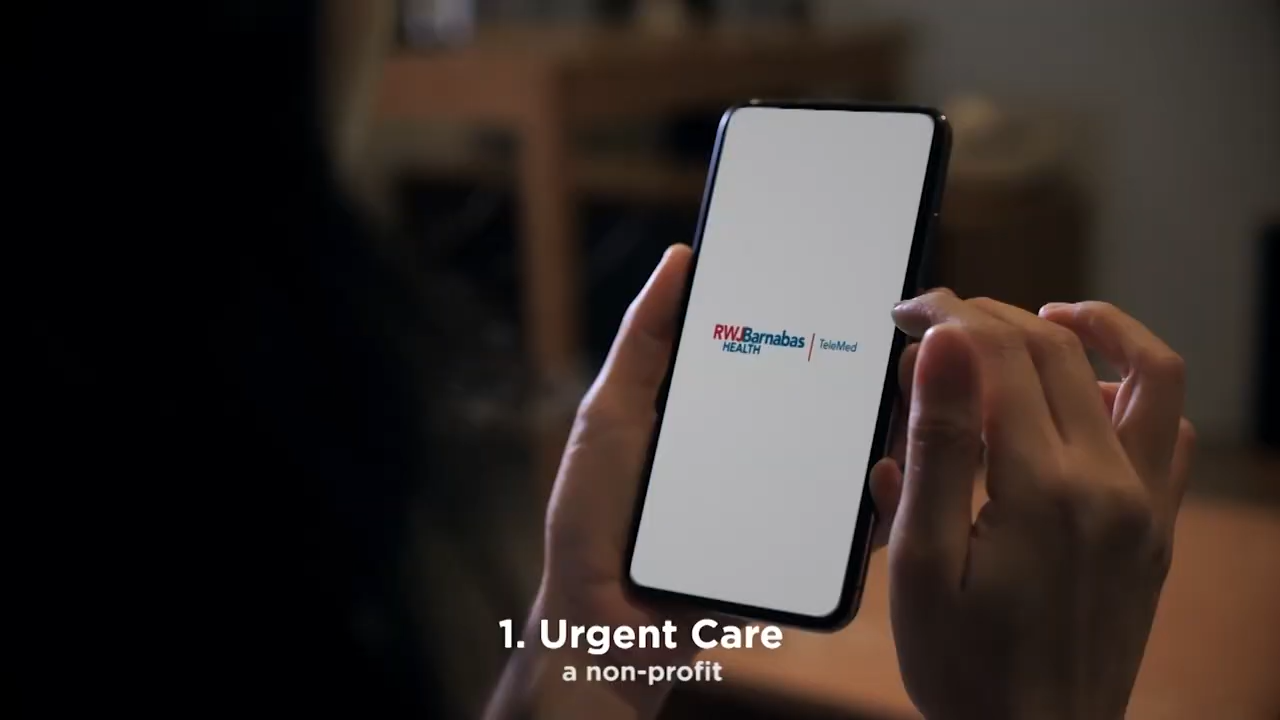 RWJBarnabas
HEALTH
TeleMed
1. Urgent Care
a non-profit